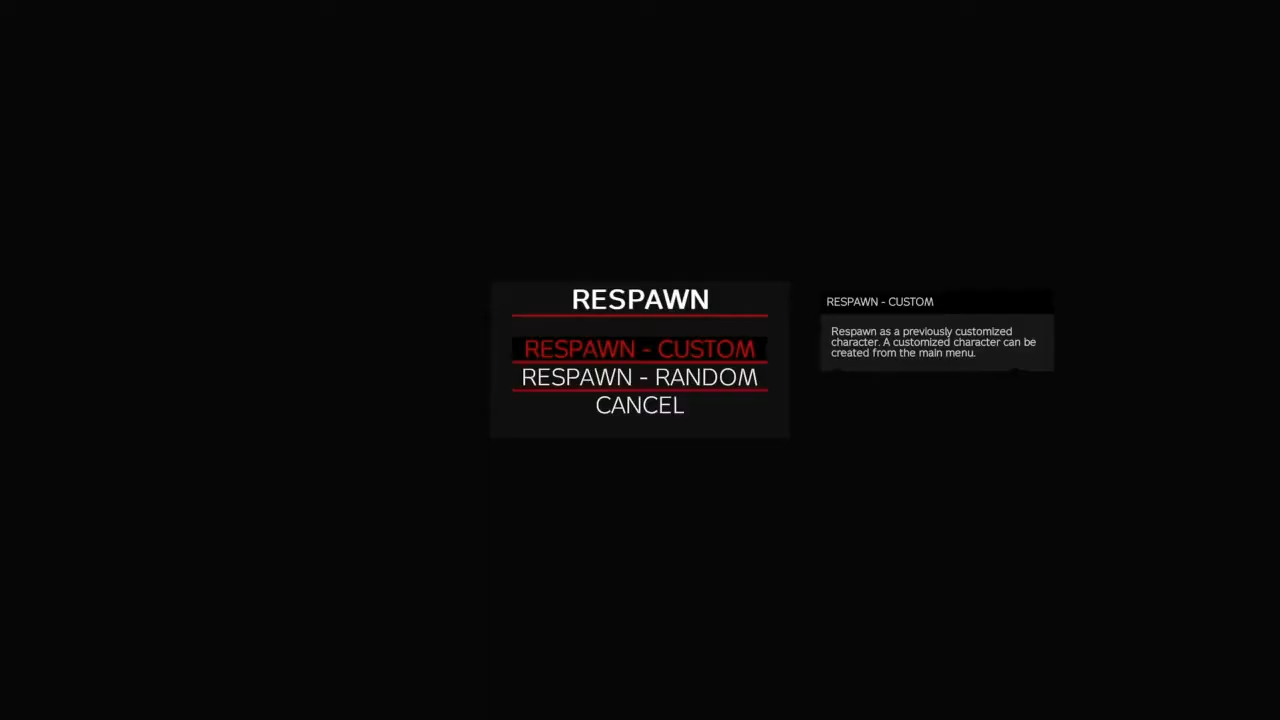 RESPAWN
RESPAWN - CUSTOM
RESPAWN - RANDOM
CANCEL
RESPAWN - CUSTOM
Respawn as a previously customized
character. A customized character can be
created from the main menu.